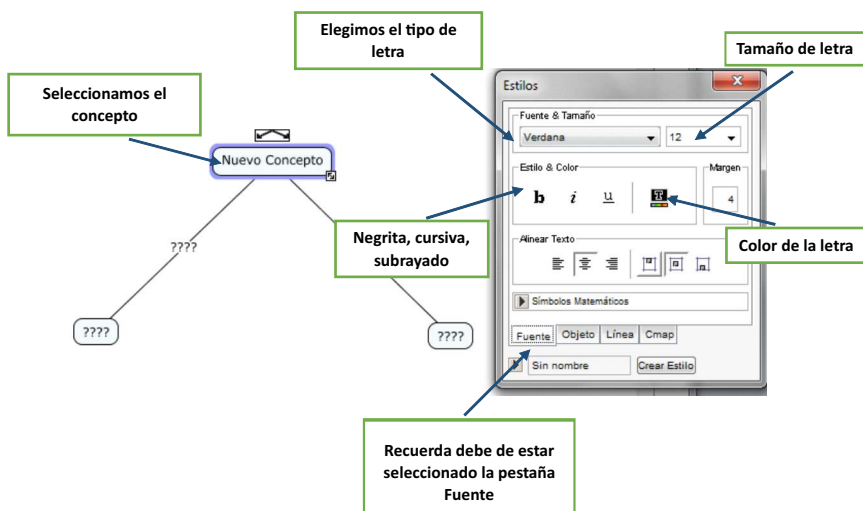 Elegimos el tipo de
letra
Tamaño de letra
Seleccionamos el
concepto
Estilos
Fuente & Tamaño
Verdana
12
Nuevo Concepto
Estilo & Color
Margen
b i u T
4
Negrita, cursiva,
subrayado
Color de la letra
????
Alinear Texto
Símbolos Matemáticos
????
????
Fuente Objeto Línea Cmap
Sin nombre
Crear Estilo
Recuerda debe de estar
seleccionado la pestaña
Fuente